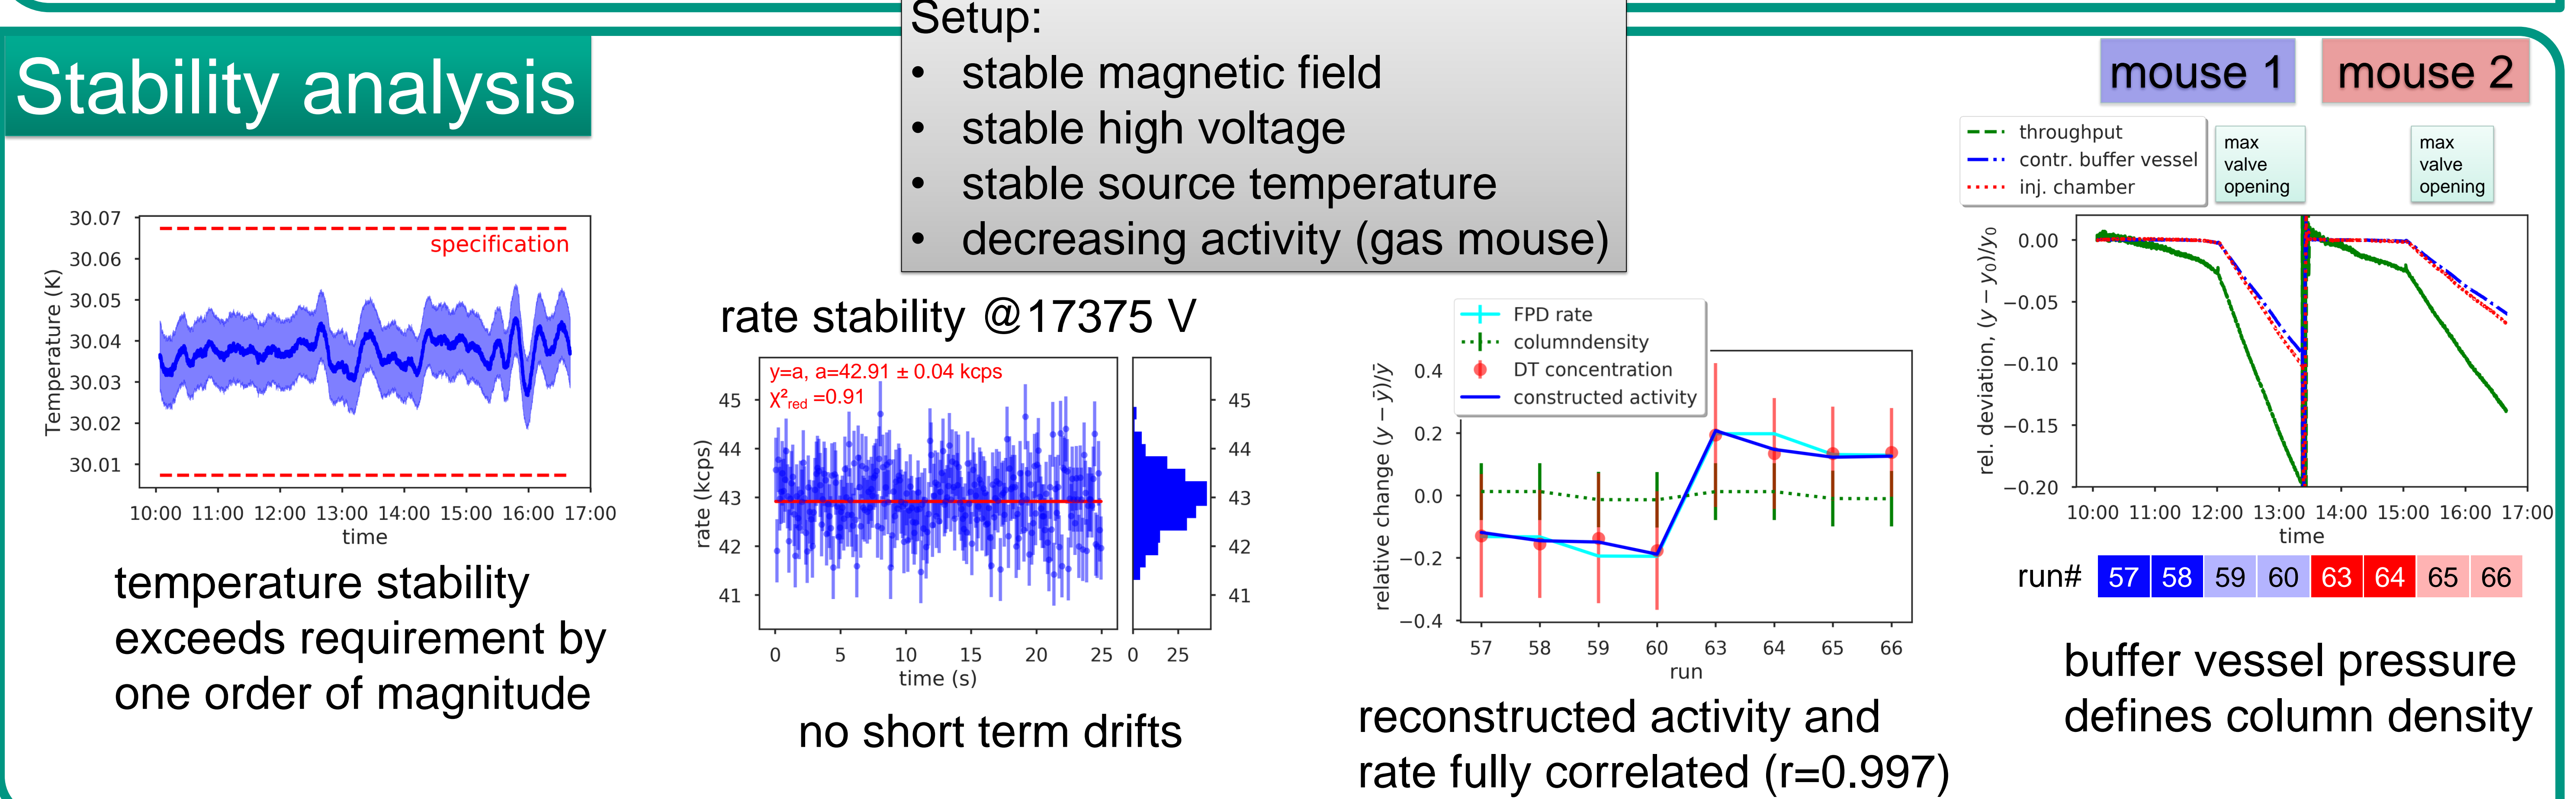 Setup:
• stable magnetic field
• stable high voltage
• stable source temperature
• decreasing activity (gas mouse)
Stability analysis
30.07
30.06
30.05
30.04
30.03
30.02
30.01
Temperature (K)
specification
10:00 11:00 12:00 13:00 14:00 15:00 16:00 17:00
time
temperature stability
exceeds requirement by
one order of magnitude
rate stability @17375 V
y=a, a=42.91 ± 0.04 kcps
χ²red =0.91
45
44
43
42
41
rate (kcps)
0 5 10 15 20 25
time (s)
45
44
43
42
41
0 25
no short term drifts
FPD rate
columndensity
DT concentration
constructed activity
0.4
0.2
0.0
−0.2
−0.4
relative change (y − ȳ)/ȳ
57 58 59 60 63 64 65 66
run
reconstructed activity and
rate fully correlated (r=0.997)
mouse 1
mouse 2
throughput
contr. buffer vessel
inj. chamber
max
valve
opening
max
valve
opening
0.00
−0.05
−0.10
−0.15
−0.20
rel. deviation, (y − y₀)/y₀
10:00 11:00 12:00 13:00 14:00 15:00 16:00 17:00
time
run# 57 58 59 60 63 64 65 66
buffer vessel pressure
defines column density